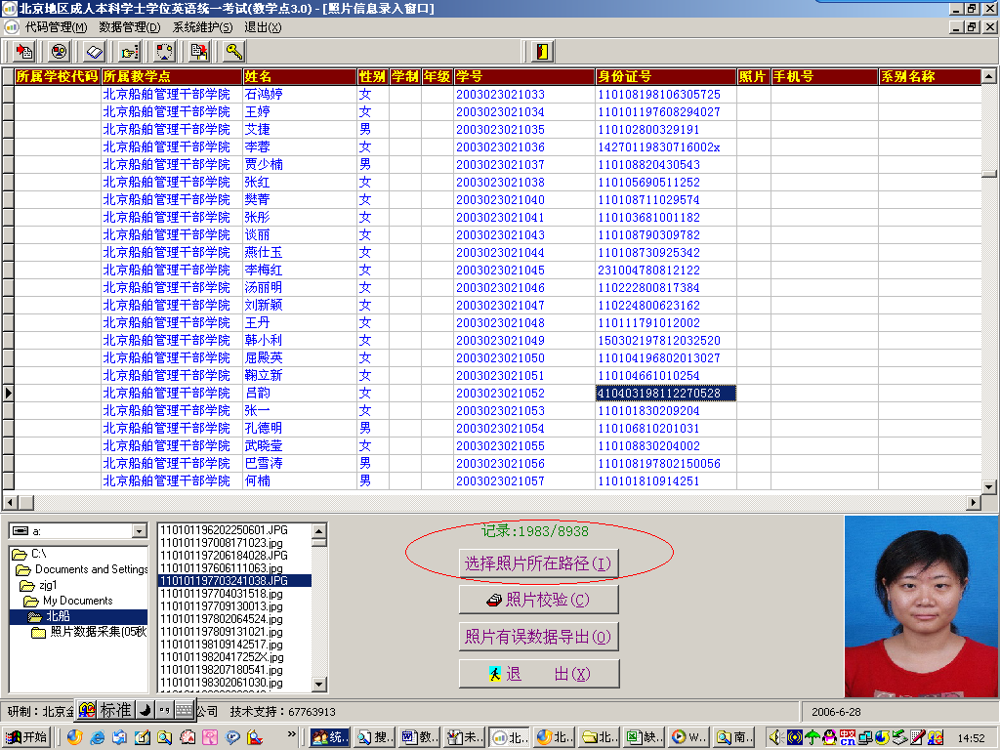 北京地区成人本科学士学位英语统一考试(教学点3.0) - [照片信息录入窗口]
代码管理(M) 数据管理(D) 系统维护(S) 退出(X)
所属学校代码 所属教学点 姓名 性别 学制 年级 学号 身份证号 照片 手机号 系别名称
北京船舶管理干部学院 石鸿婷 女 2003023021033 110108198106305725
北京船舶管理干部学院 王婷 女 2003023021034 110101197608294027
北京船舶管理干部学院 艾捷 男 2003023021035 110102800329191
北京船舶管理干部学院 李蓉 女 2003023021036 14270119830716002x
北京船舶管理干部学院 贾少楠 男 2003023021037 110108820430543
北京船舶管理干部学院 张红 女 2003023021038 110105690511252
北京船舶管理干部学院 樊菁 女 2003023021040 110108711029574
北京船舶管理干部学院 张彤 女 2003023021041 110103681001182
北京船舶管理干部学院 谈丽 女 2003023021043 110108790309782
北京船舶管理干部学院 燕仕玉 女 2003023021044 110108730925342
北京船舶管理干部学院 李梅红 女 2003023021045 231004780812122
北京船舶管理干部学院 汤丽明 女 2003023021046 110222800817384
北京船舶管理干部学院 刘新颖 女 2003023021047 110224800623162
北京船舶管理干部学院 王丹 女 2003023021048 110111791012002
北京船舶管理干部学院 韩小利 女 2003023021049 150302197812032520
北京船舶管理干部学院 屈殿英 女 2003023021050 110104196802013027
北京船舶管理干部学院 鞠立新 女 2003023021051 110104661010254
北京船舶管理干部学院 吕韵 女 2003023021052 410403198112270528
北京船舶管理干部学院 张一 女 2003023021053 110101830209204
北京船舶管理干部学院 孔德明 男 2003023021054 110106810201031
北京船舶管理干部学院 武晓莹 女 2003023021055 110108830204002
北京船舶管理干部学院 巴雪涛 男 2003023021056 110108197802150056
北京船舶管理干部学院 何楠 男 2003023021057 110101810914251
a:
C:\
Documents and Settings
zjg1
My Documents
北船
照片数据采集(05秋
110101196202250601.JPG
110101197008171023.jpg
110101197206184028.JPG
110101197606111063.jpg
110101197703241038.JPG
110101197704031518.jpg
110101197709130013.jpg
110101197802064524.jpg
110101197809131021.jpg
110101198109142517.jpg
11010119820417252X.jpg
110101198207180541.jpg
110101198302061030.jpg
记录:1983/8938
选择照片所在路径(I)
照片校验(C)
照片有误数据导出(O)
退 出(X)
研制：北京金 标准 公司 技术支持：67763913 2006-6-28
开始 统.. 搜.. 教.. 未.. 北.. 北.. 北.. 缺.. W.. 南.. 14:52